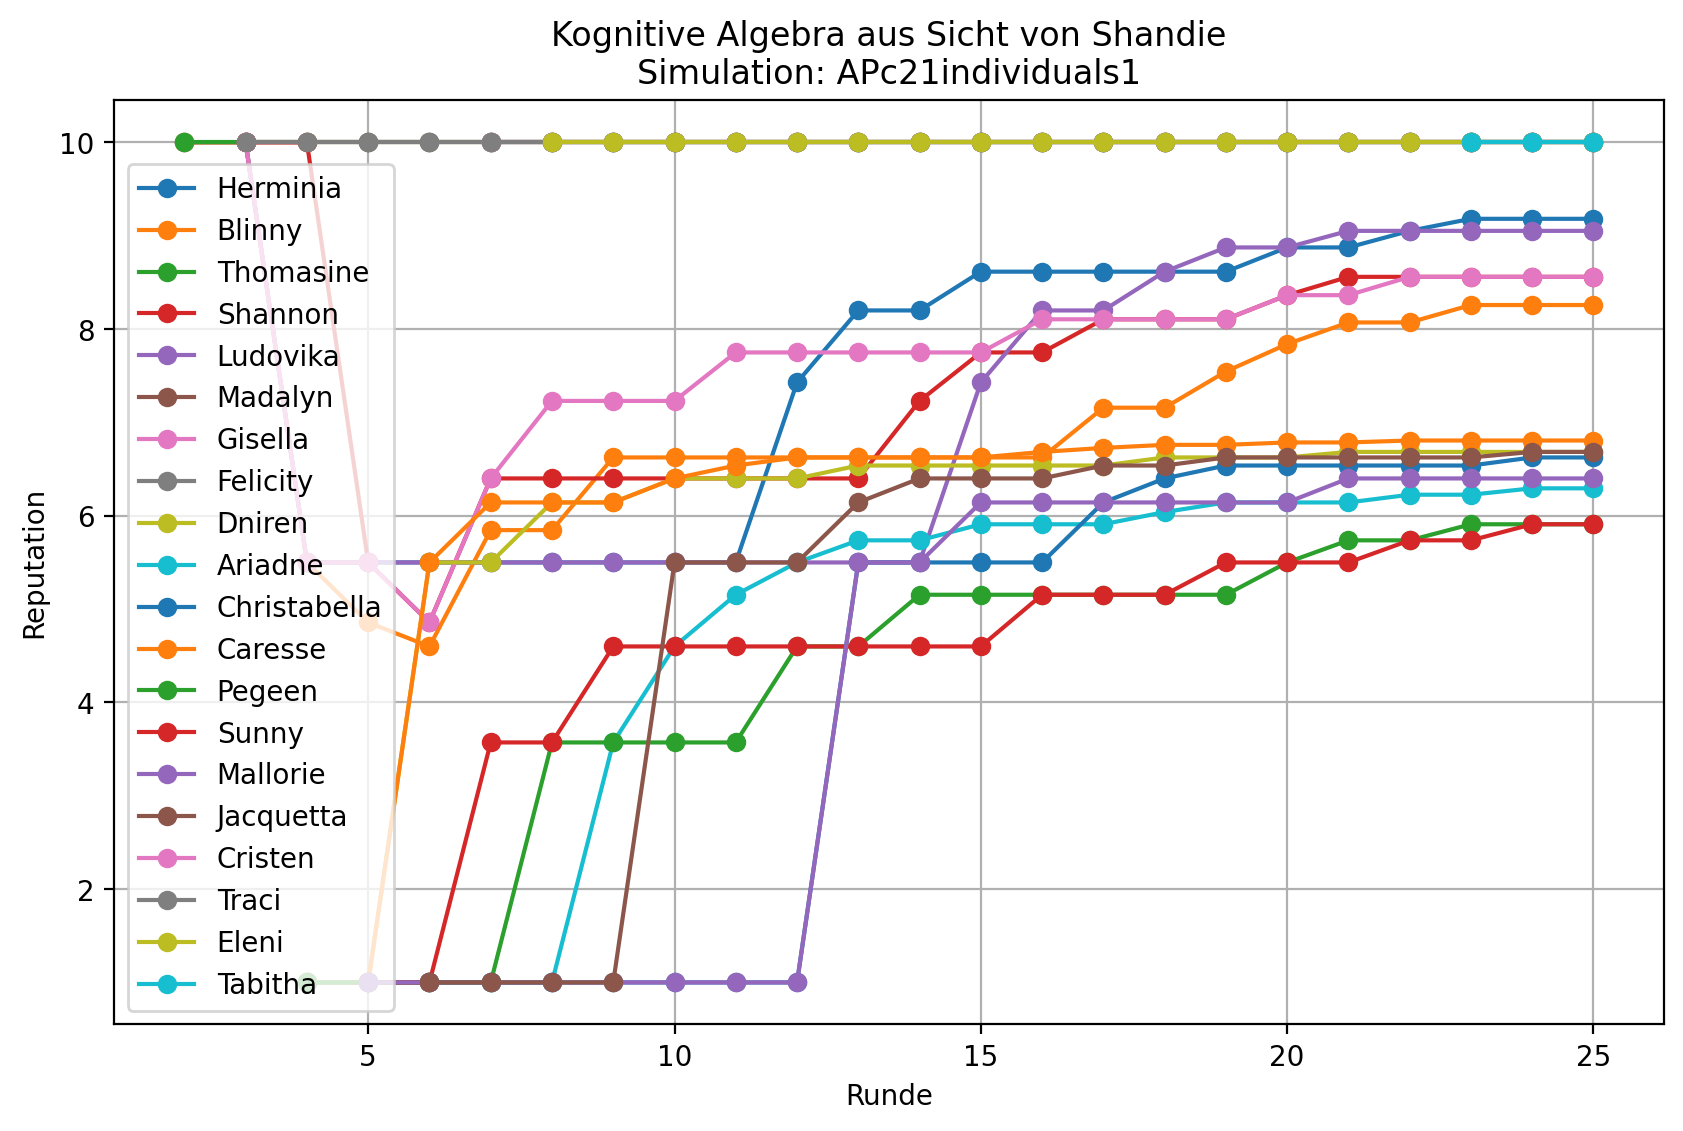 Kognitive Algebra aus Sicht von Shandie
Simulation: APc21individuals1
Reputation
10
8
6
4
2
Herminia
Blinny
Thomasine
Shannon
Ludovika
Madalyn
Gisella
Felicity
Dniren
Ariadne
Christabella
Caresse
Pegeen
Sunny
Mallorie
Jacquetta
Cristen
Traci
Eleni
Tabitha
5 10 15 20 25
Runde